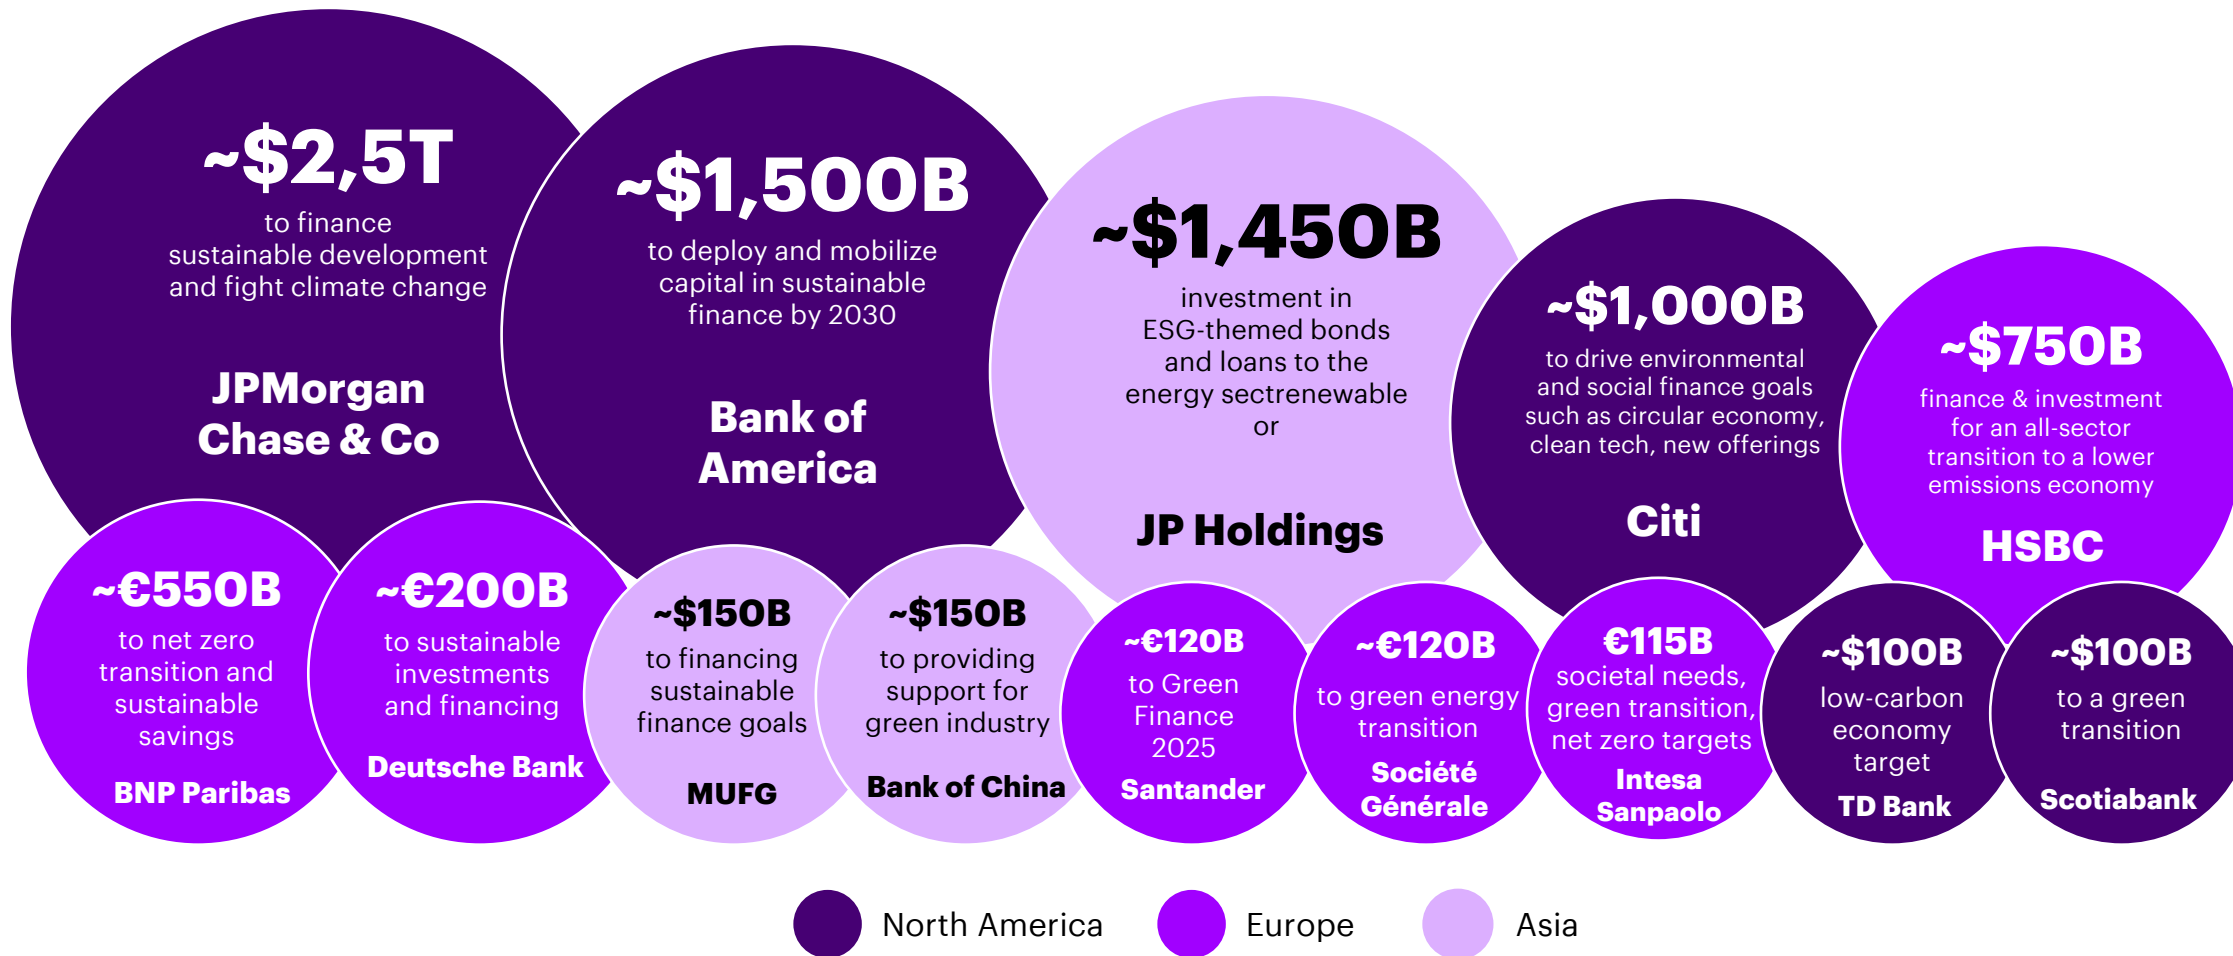 ~$2,5T
to finance
sustainable development
and fight climate change
JPMorgan
Chase & Co
~$1,500B
to deploy and mobilize
capital in sustainable
finance by 2030
Bank of
America
~$1,450B
investment in
ESG-themed bonds
and loans to the
energy sectrenewable
or
JP Holdings
~$1,000B
to drive environmental
and social finance goals
such as circular economy,
clean tech, new offerings
Citi
~$750B
finance & investment
for an all-sector
transition to a lower
emissions economy
HSBC
~€550B
to net zero
transition and
sustainable
savings
BNP Paribas
~€200B
to sustainable
investments
and financing
Deutsche Bank
~$150B
to financing
sustainable
finance goals
MUFG
~$150B
to providing
support for
green industry
Bank of China
~€120B
to Green
Finance
2025
Santander
~€120B
to green energy
transition
Société
Générale
€115B
societal needs,
green transition,
net zero targets
Intesa
Sanpaolo
~$100B
low-carbon
economy
target
TD Bank
~$100B
to a green
transition
Scotiabank
North America
Europe
Asia